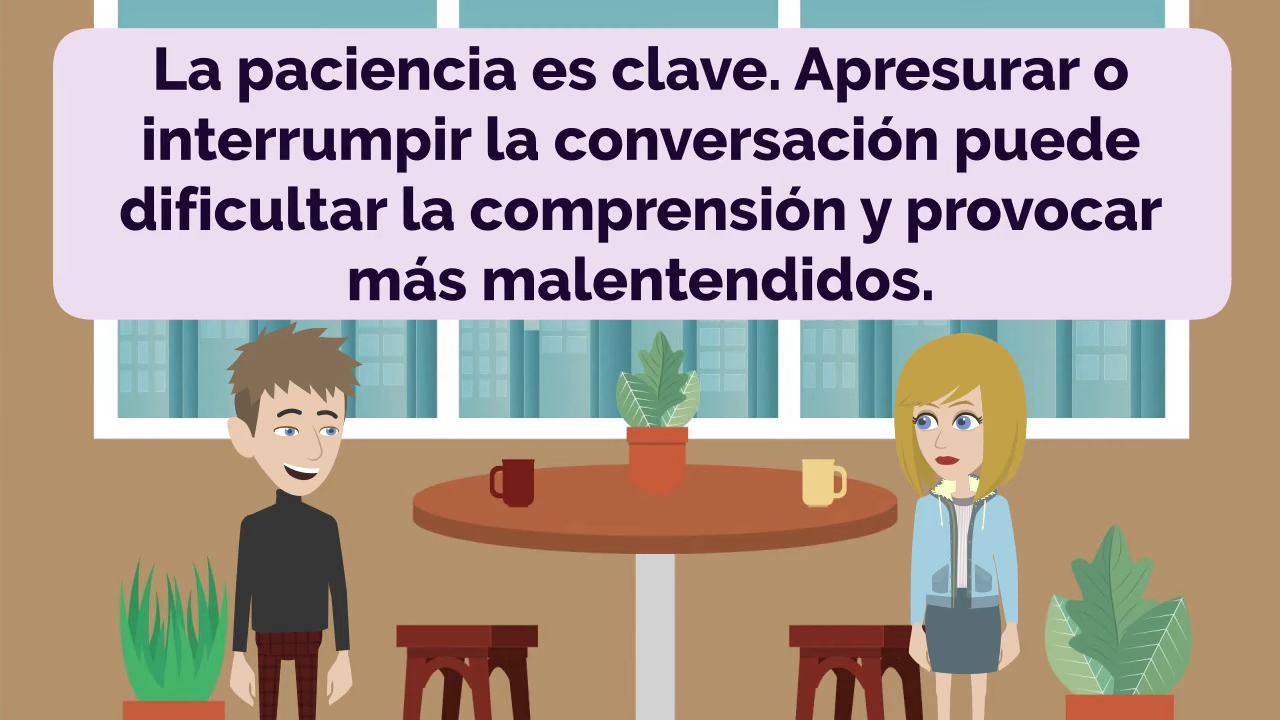 La paciencia es clave. Apresurar o
interrumpir la conversación puede
dificultar la comprensión y provocar
más malentendidos.